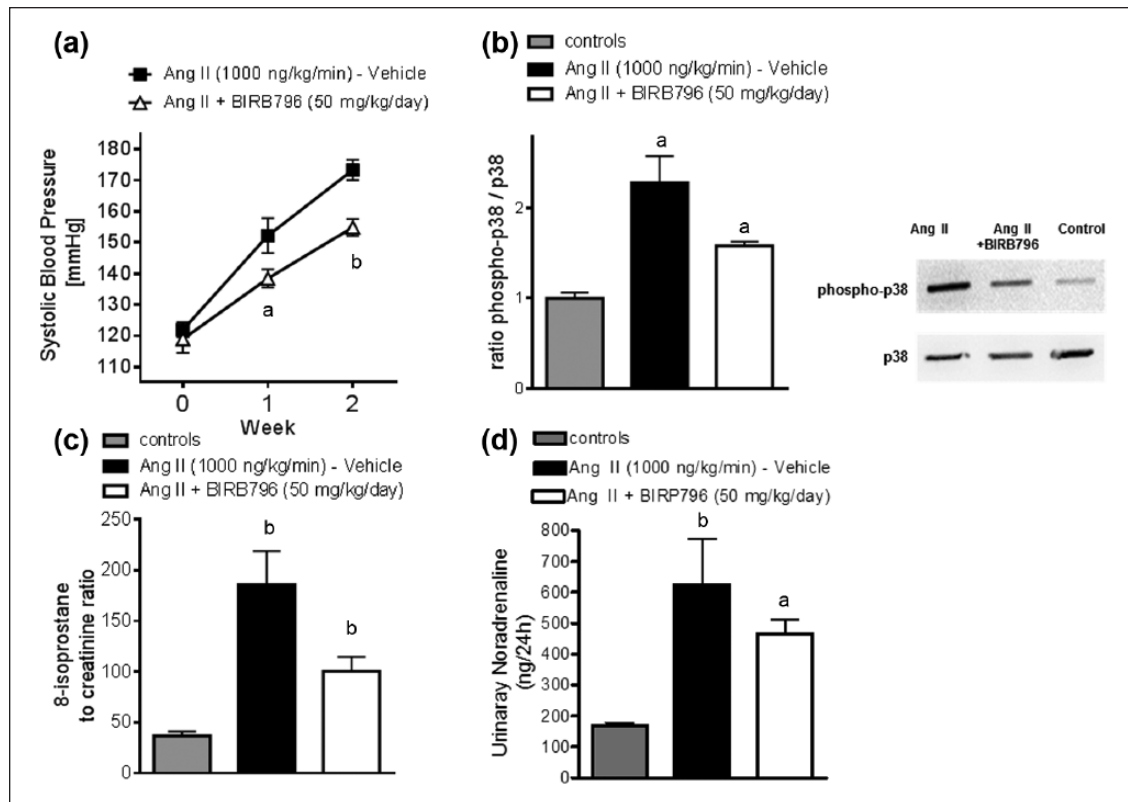 (a)
Ang II (1000 ng/kg/min) - Vehicle
Ang II + BIRB796 (50 mg/kg/day)
Systolic Blood Pressure
[mmHg]
180
170
160
150
140
130
120
110
a
b
0 1 2
Week
(b)
controls
Ang II (1000 ng/kg/min) - Vehicle
Ang II + BIRB796 (50 mg/kg/day)
ratio phospho-p38 / p38
2
1
0
a
a
Ang II
Ang II
+BIRB796
Control
phospho-p38
p38
(c)
controls
Ang II (1000 ng/kg/min) - Vehicle
Ang II + BIRB796 (50 mg/kg/day)
8-isoprostane
to creatinine ratio
250
200
150
100
50
0
b
b
(d)
controls
Ang II (1000 ng/kg/min) - Vehicle
Ang II + BIRP796 (50 mg/kg/day)
Urinaray Noradrenaline
(ng/24h)
800
700
600
500
400
300
200
100
0
b
a